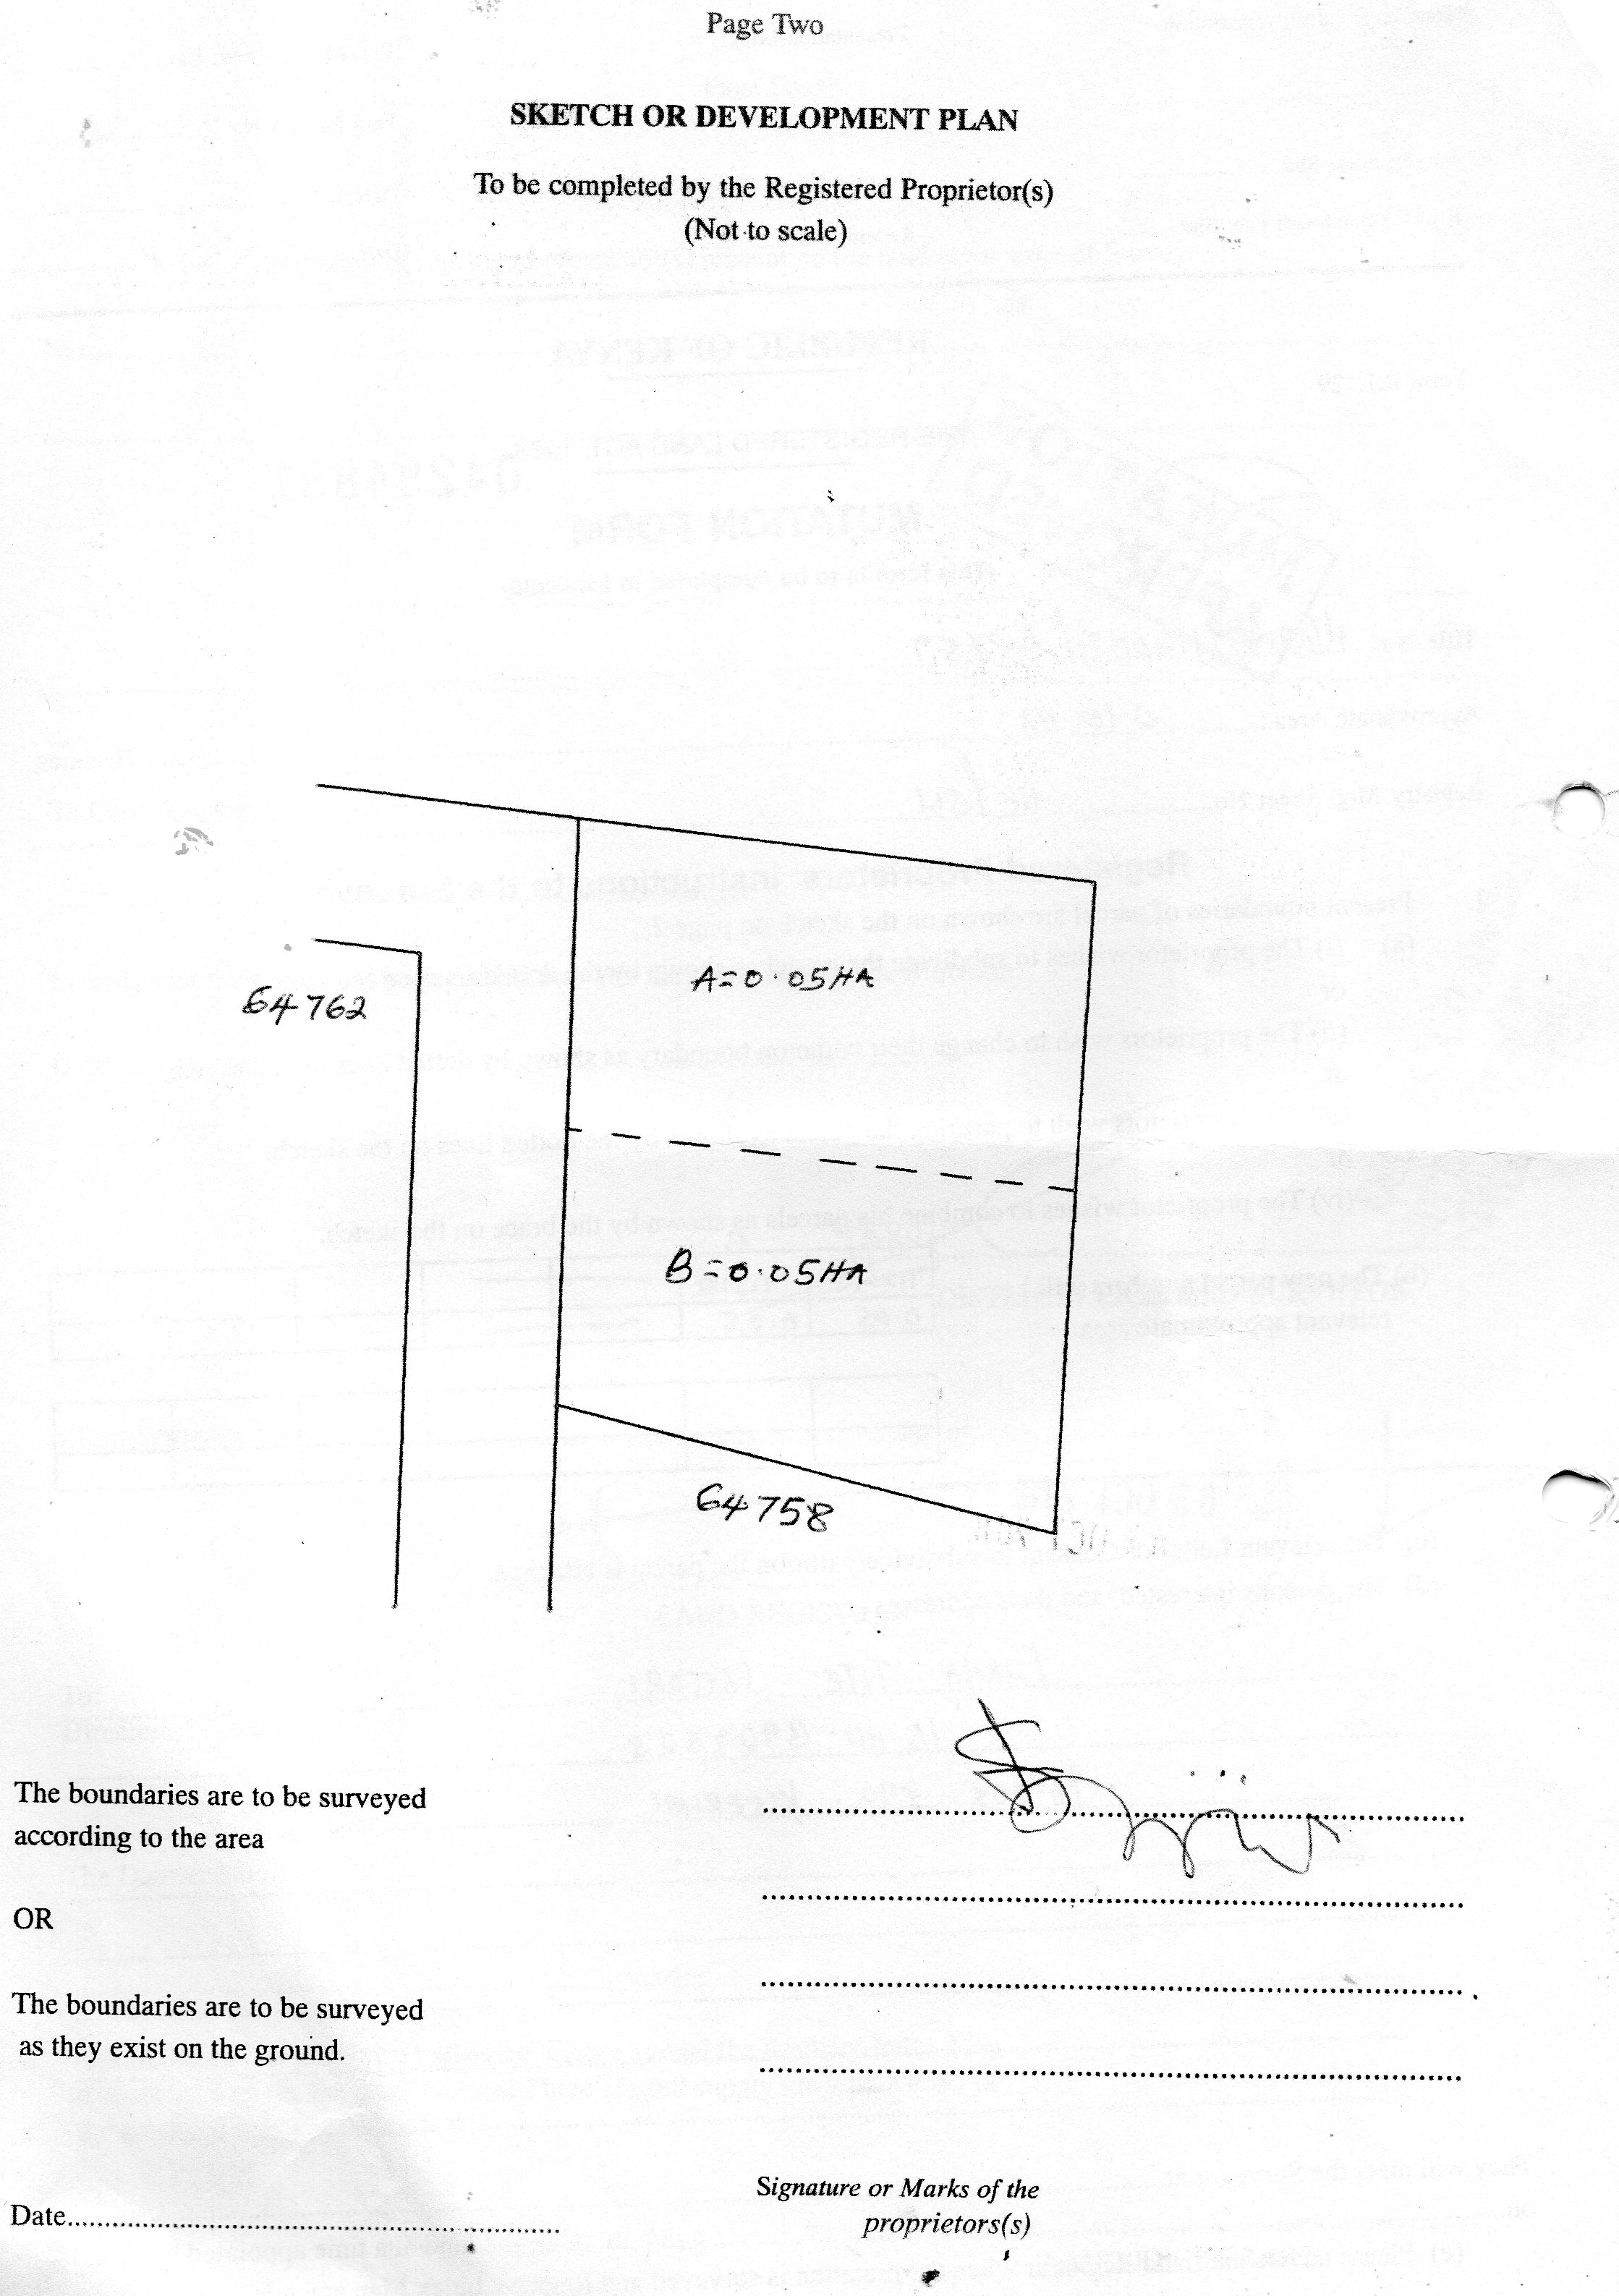 Page Two
SKETCH OR DEVELOPMENT PLAN
To be completed by the Registered Proprietor(s)
(Not to scale)
A=0.05HA
64762
B=0.05HA
64758
The boundaries are to be surveyed
according to the area
OR
The boundaries are to be surveyed
as they exist on the ground.
Signature or Marks of the
proprietors(s)
Date